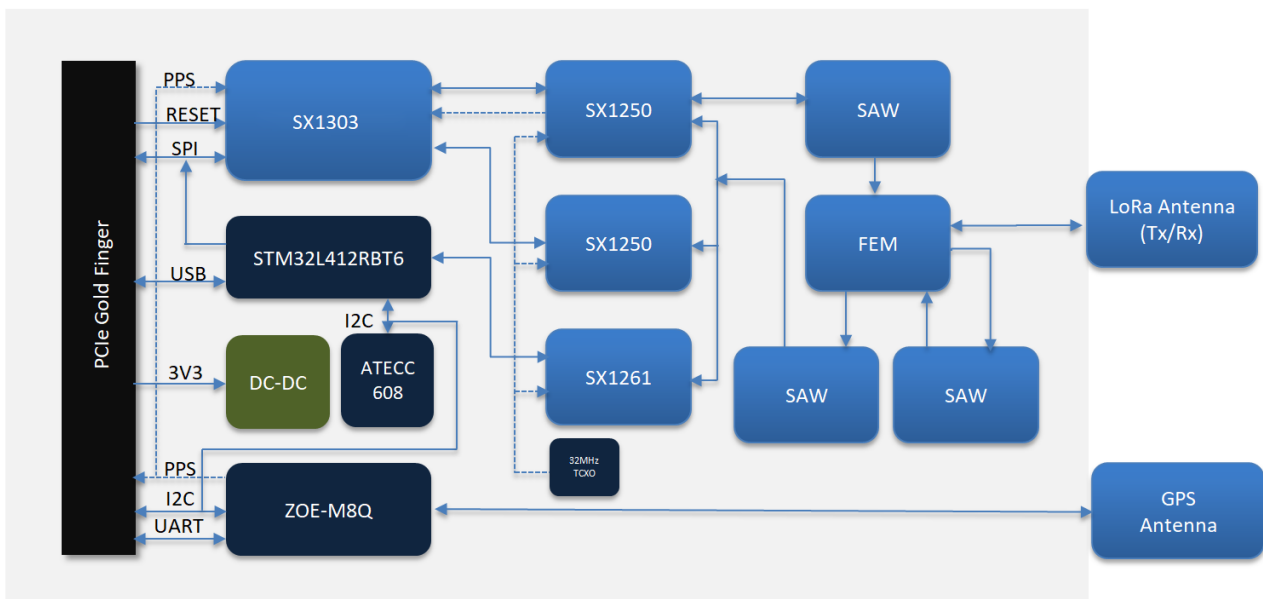 PCIe Gold Finger
PPS
RESET
SPI
USB
3V3
PPS
I2C
UART
SX1303
STM32L412RBT6
I2C
DC-DC
ATECC
608
ZOE-M8Q
SX1250
SX1250
SX1261
32MHz
TCXO
SAW
FEM
SAW
SAW
LoRa Antenna
(Tx/Rx)
GPS
Antenna